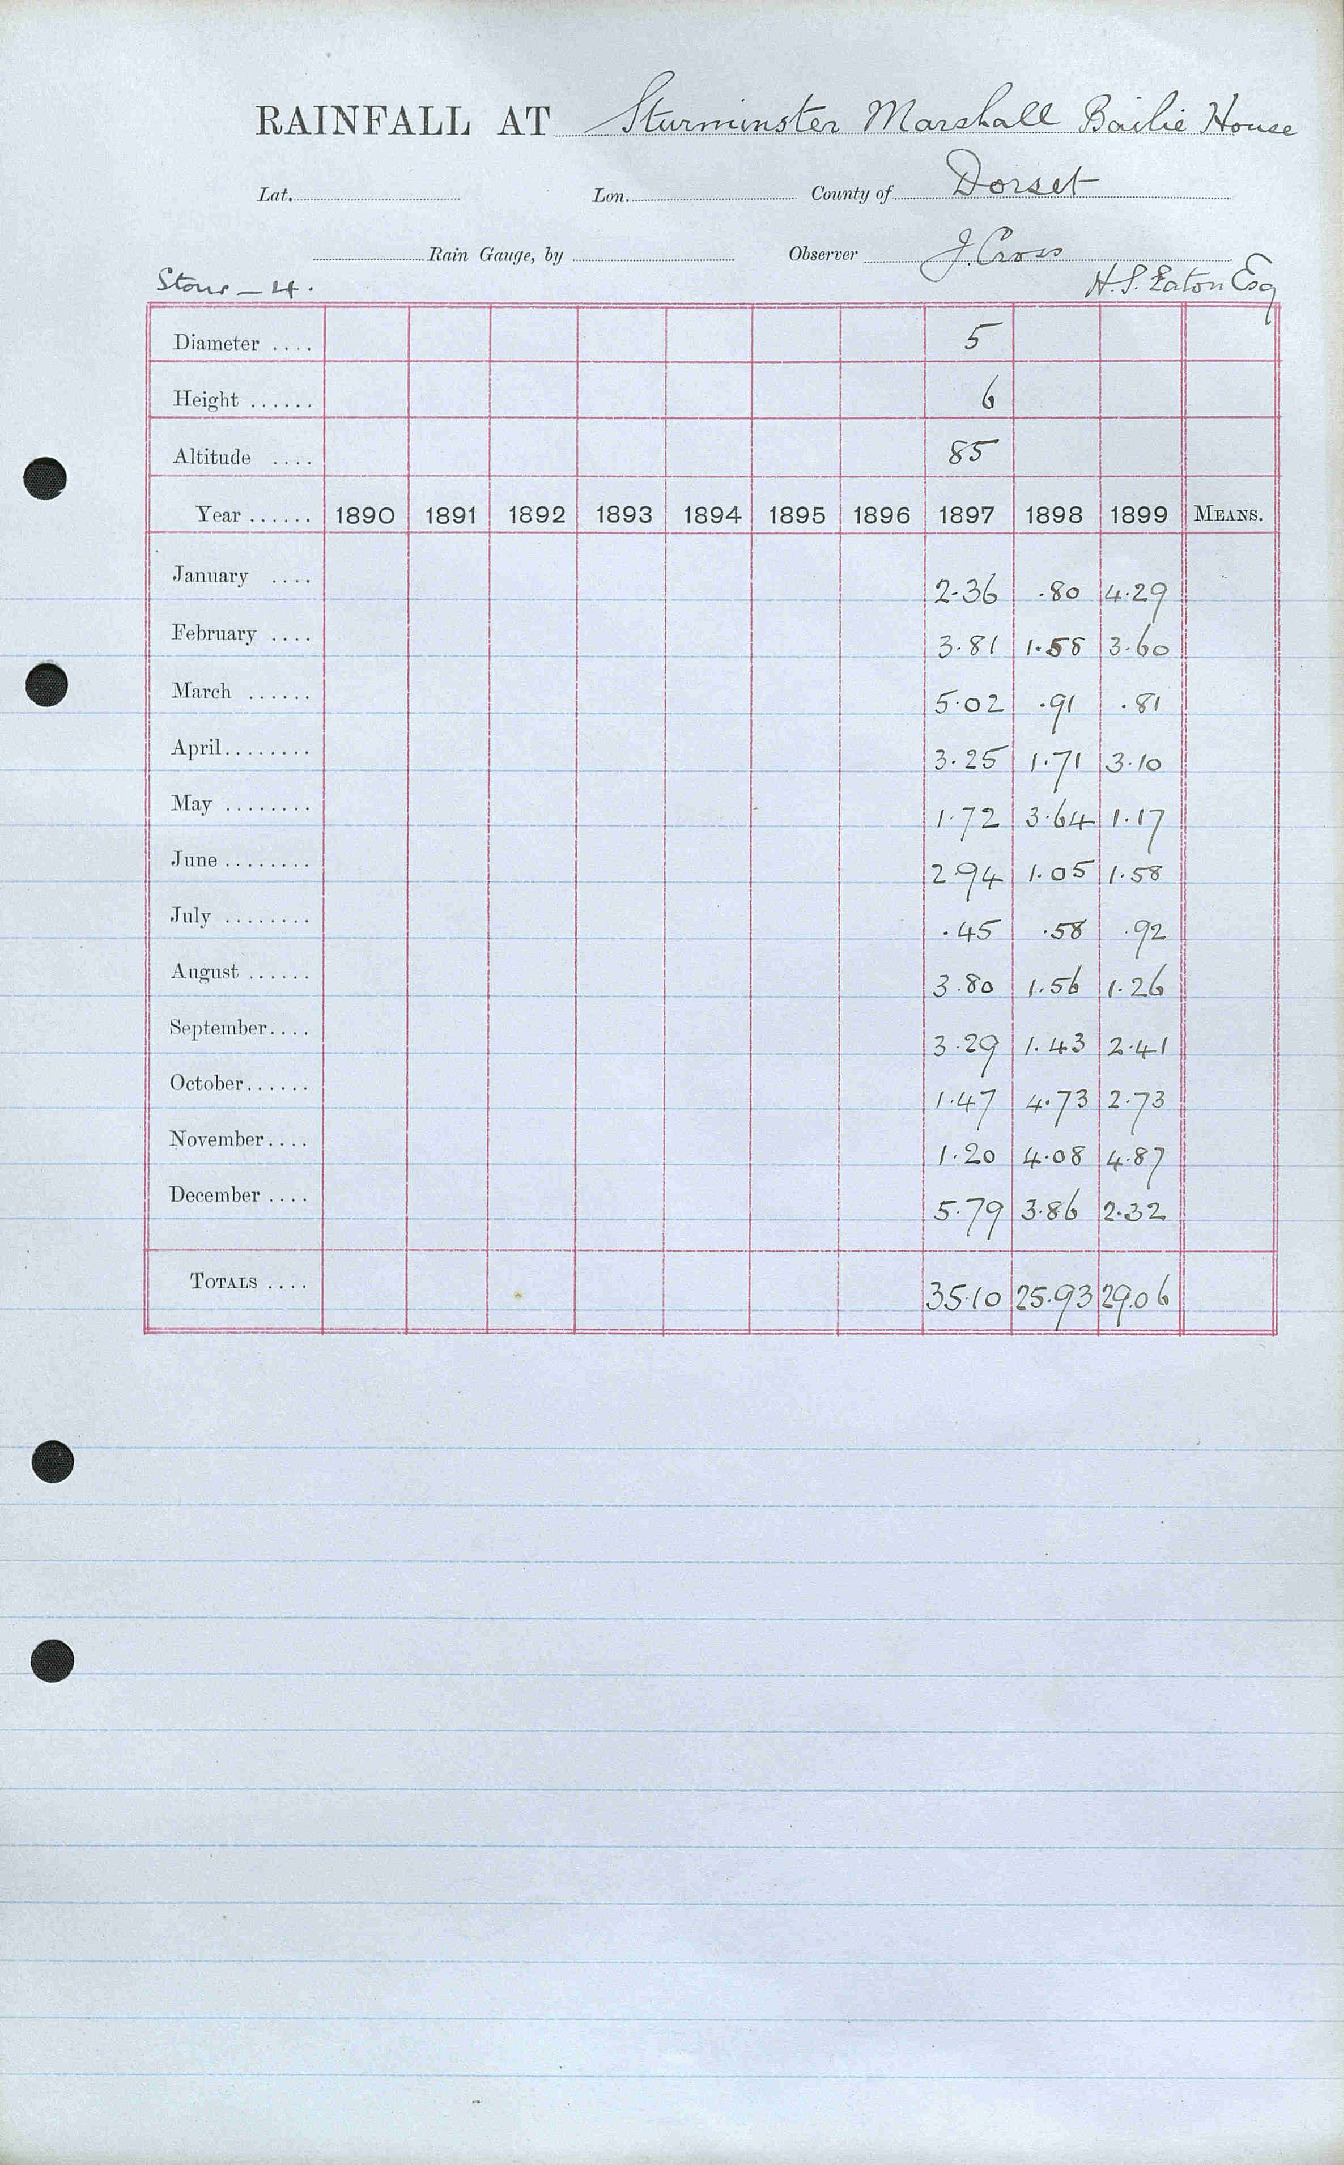 RAINFALL AT Sturminster Marshall Bailie House
Lat. Lon. County of Dorset
Rain Gauge, by Observer J. Cross
Stour – 4. H. S. Eaton Esq
Diameter .... 5
Height ...... 6
Altitude .... 85
Year ...... 1890 1891 1892 1893 1894 1895 1896 1897 1898 1899 MEANS.
January .... 2.36 .80 4.29
February .... 3.81 1.58 3.60
March ...... 5.02 .91 .81
April ........ 3.25 1.71 3.10
May ........ 1.72 3.64 1.17
June ........ 2.94 1.05 1.58
July ........ .45 .58 .92
August ...... 3.80 1.56 1.26
September .... 3.29 1.43 2.41
October ...... 1.47 4.73 2.73
November .... 1.20 4.08 4.87
December .... 5.79 3.86 2.32
TOTALS .... 35.10 25.93 29.06